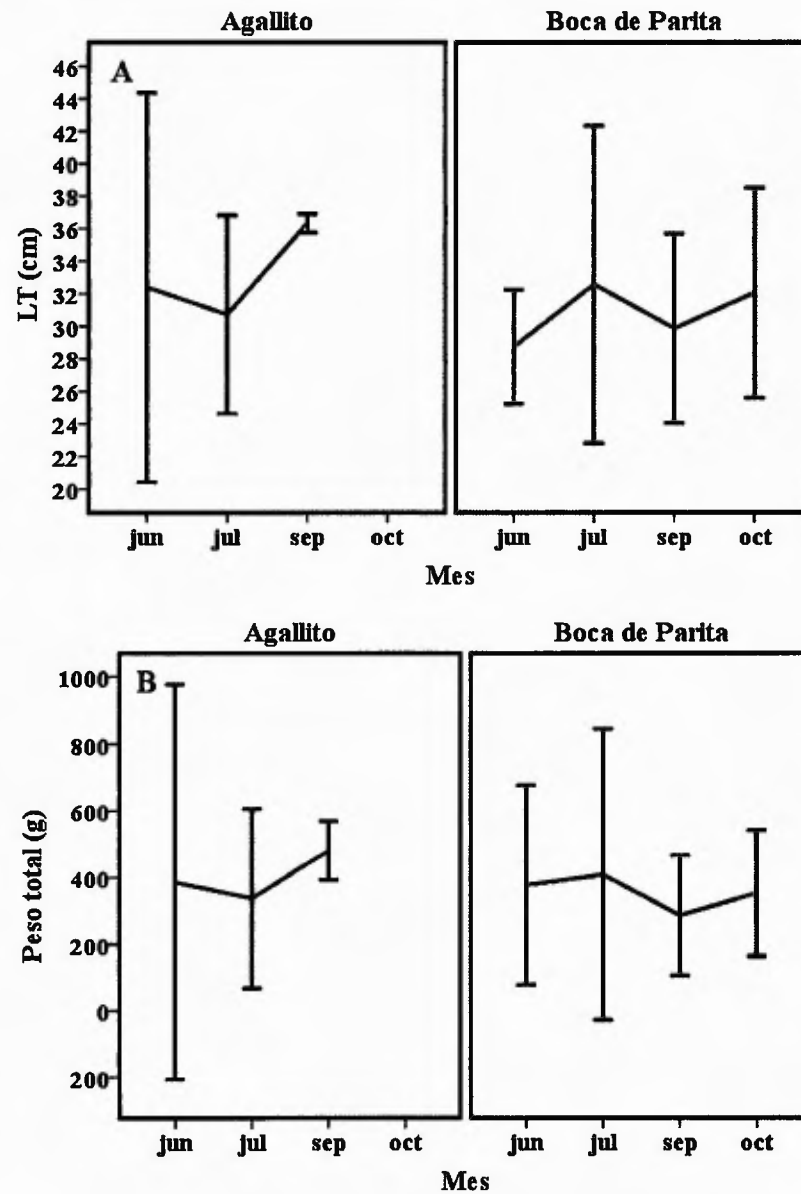 Agallito Boca de Parita
A
46
44
42
40
38
36
34
32
30
28
26
24
22
20
LT (cm)
jun jul sep oct jun jul sep oct
Mes
Agallito Boca de Parita
B
1000
800
600
400
200
0
200
Peso total (g)
jun jul sep oct jun jul sep oct
Mes